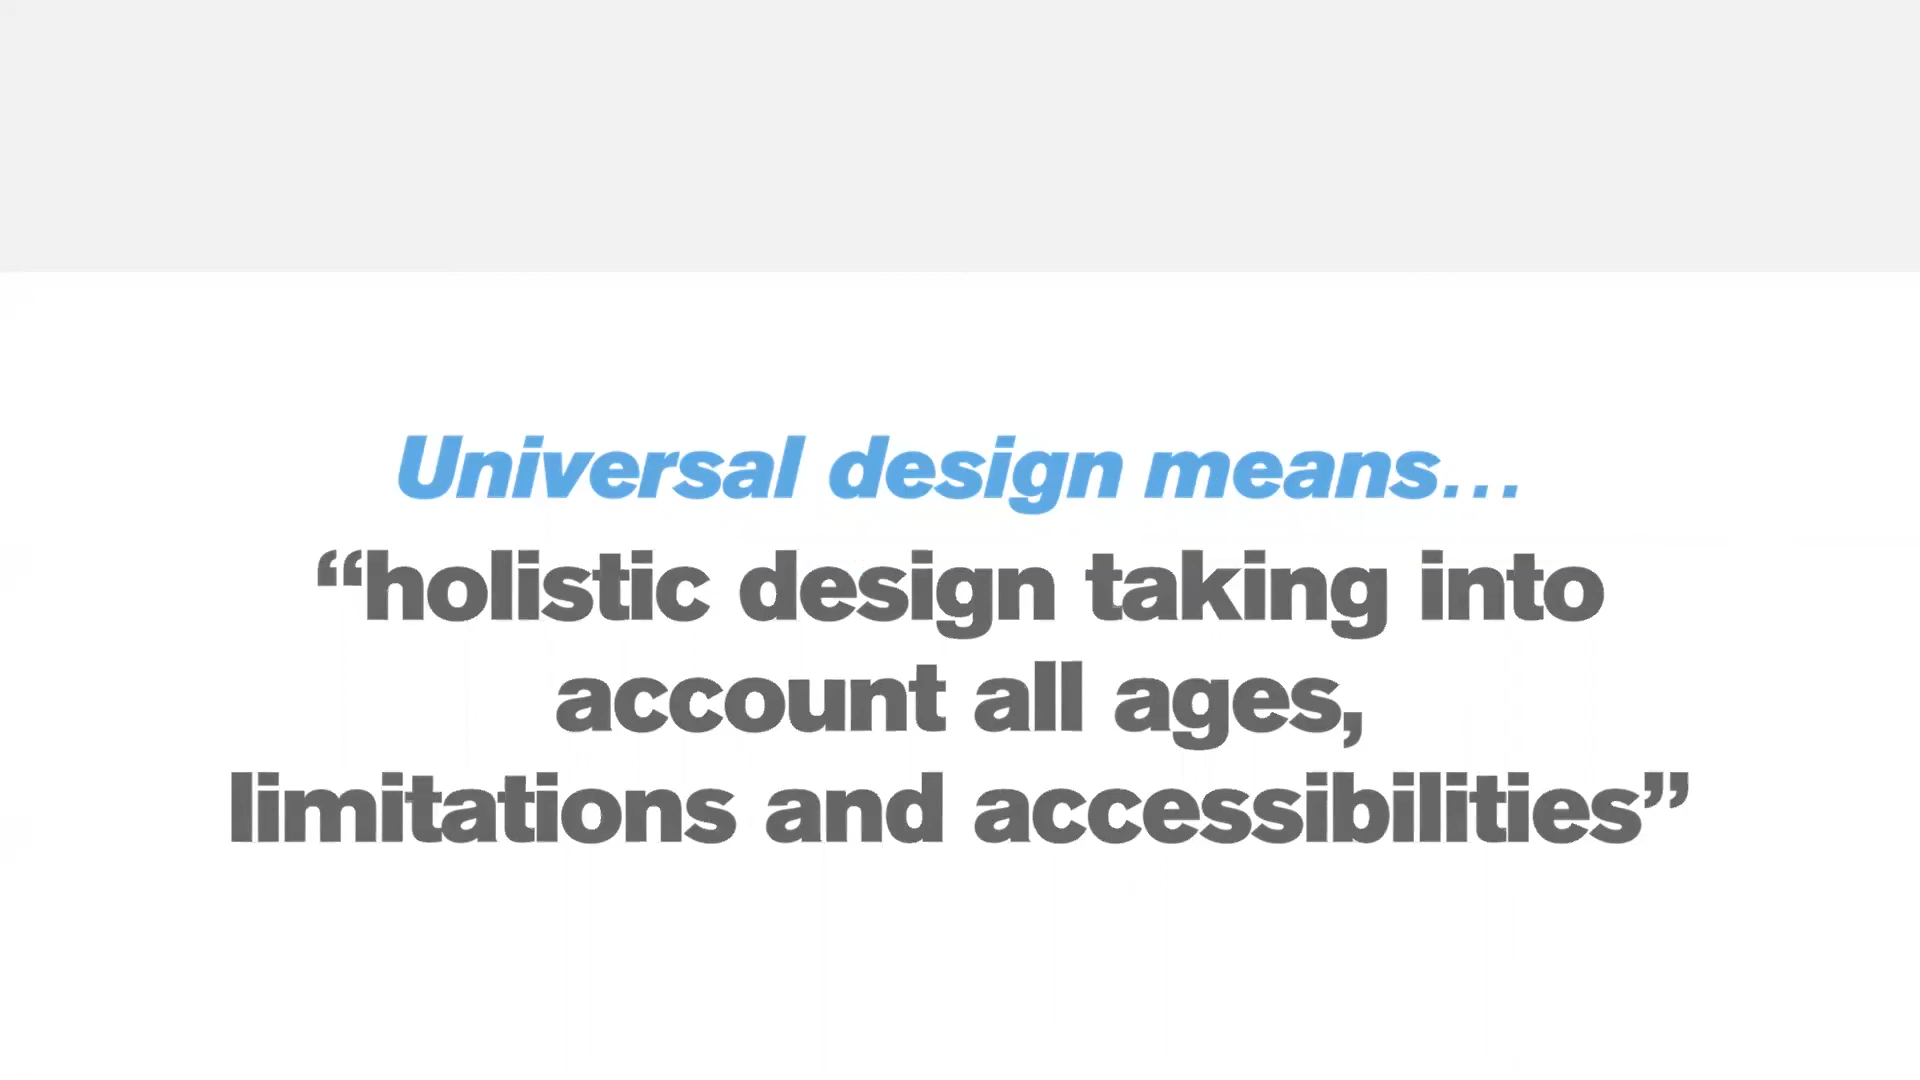 Universal design means...
“holistic design taking into
account all ages,
limitations and accessibilities”